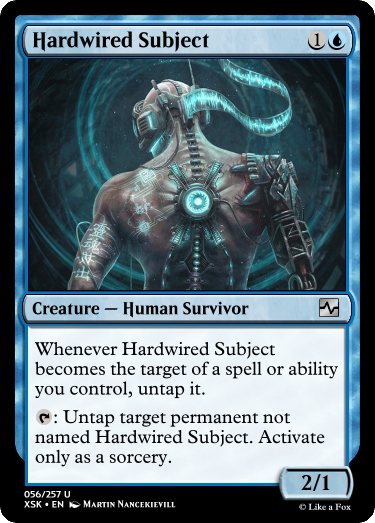 Hardwired Subject
1
Creature — Human Survivor
Whenever Hardwired Subject
becomes the target of a spell or ability
you control, untap it.
: Untap target permanent not
named Hardwired Subject. Activate
only as a sorcery.
2/1
056/257 U
XSK • EN Martin Nancekievill
© Like a Fox